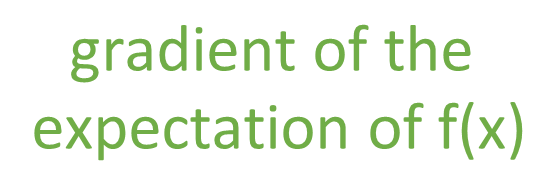 gradient of the
expectation of f(x)